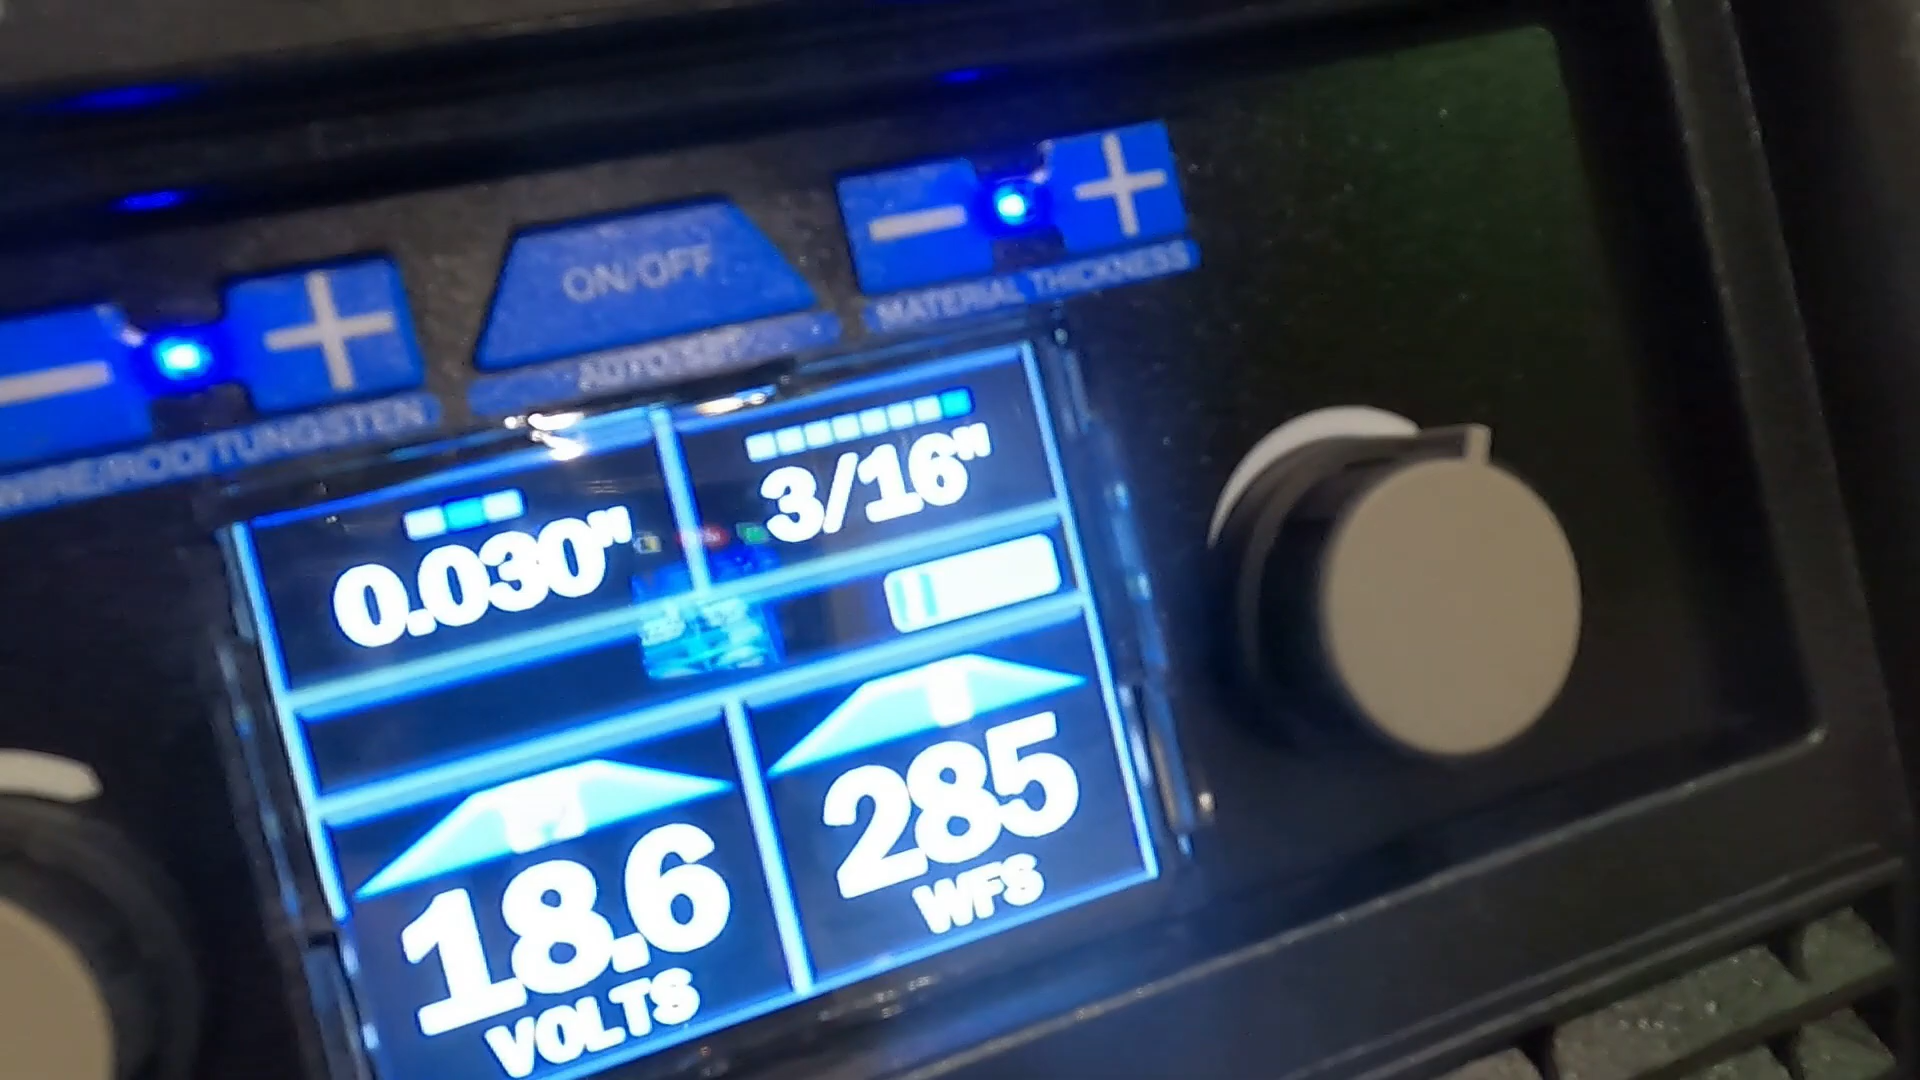 − +
ON/OFF
− +
MATERIAL THICKNESS
AUTO-SET
WIRE/ROD/TUNGSTEN
3/16"
0.030"
285
WFS
18.6
VOLTS